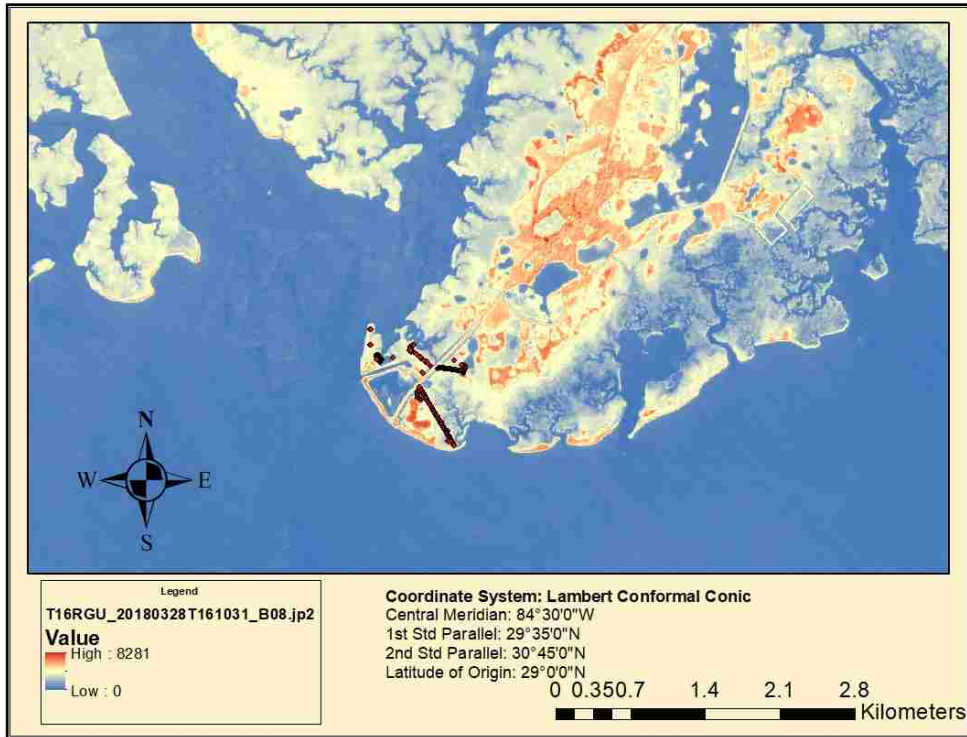 N
W
E
S
Legend
T16RGU_20180328T161031_B08.jp2
Value
High : 8281
Low : 0
Coordinate System: Lambert Conformal Conic
Central Meridian: 84°30'0"W
1st Std Parallel: 29°35'0"N
2nd Std Parallel: 30°45'0"N
Latitude of Origin: 29°0'0"N
0 0.35 0.7 1.4 2.1 2.8
Kilometers